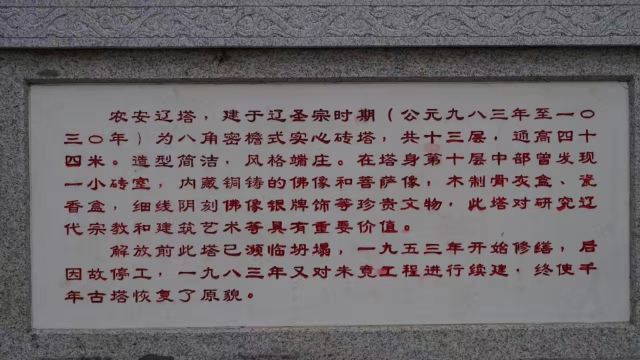 农安辽塔，建于辽圣宗时期（公元九八三年至一〇
三〇年）为八角密檐式实心砖塔，共十三层，通高四十
四米。造型简洁，风格端庄。在塔身第十层中部曾发现
一小砖室，内藏铜铸的佛像和菩萨像，木制骨灰盒、瓷
香盒，细线阴刻佛像银牌饰等珍贵文物，此塔对研究辽
代宗教和建筑艺术等具有重要价值。
解放前此塔已濒临坍塌，一九五三年开始修缮，后
因故停工，一九八三年又对未竟工程进行续建，终使千
年古塔恢复了原貌。